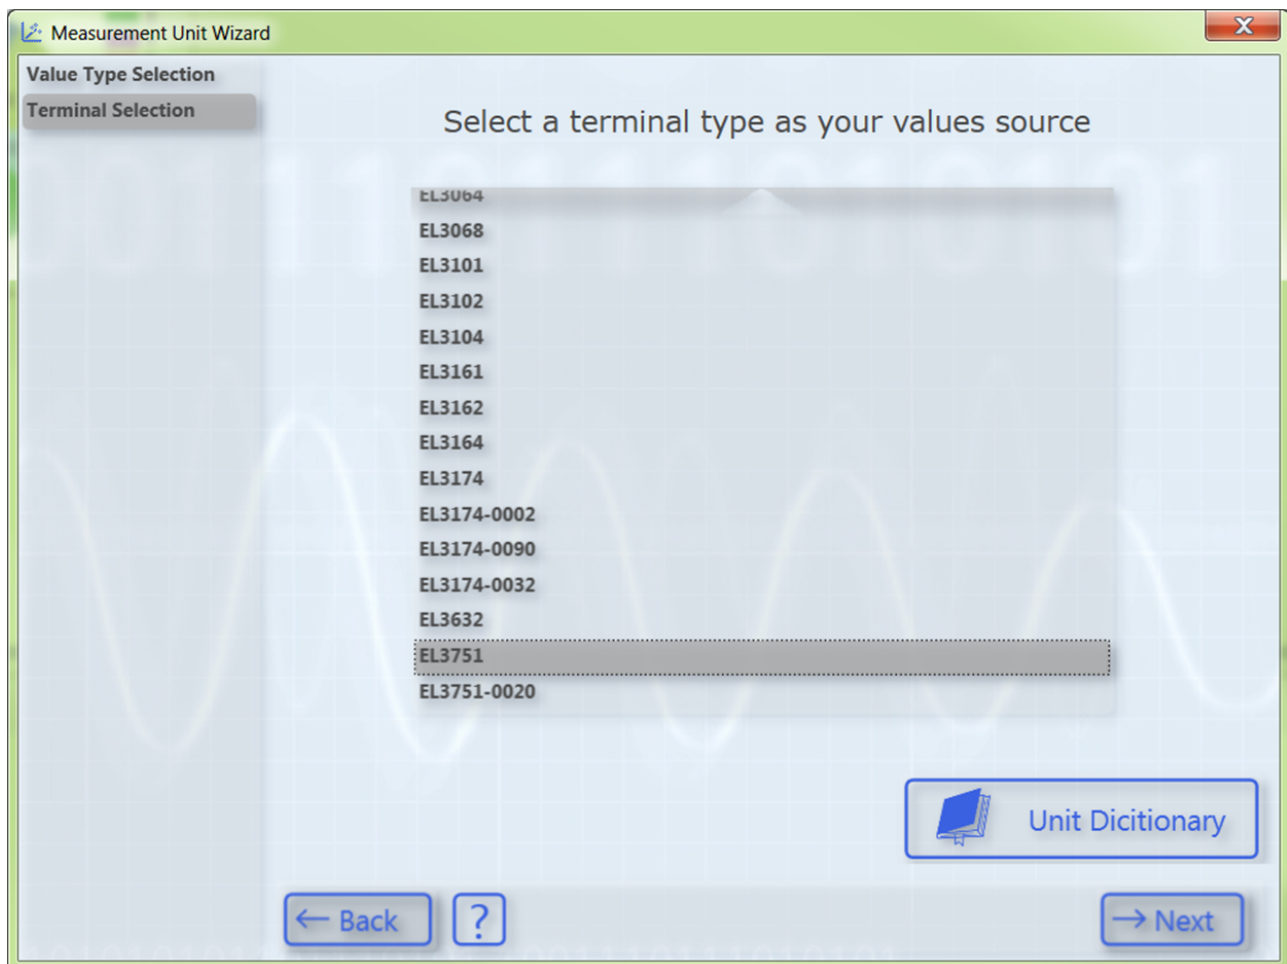 Measurement Unit Wizard
Value Type Selection
Terminal Selection
Select a terminal type as your values source
EL3064
EL3068
EL3101
EL3102
EL3104
EL3161
EL3162
EL3164
EL3174
EL3174-0002
EL3174-0090
EL3174-0032
EL3632
EL3751
EL3751-0020
Unit Dicitionary
← Back
?
→ Next